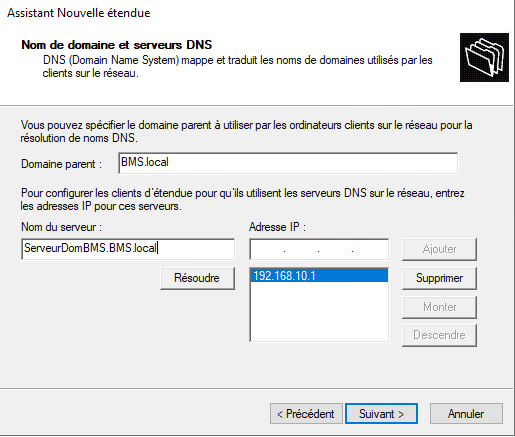 Assistant Nouvelle étendue
Nom de domaine et serveurs DNS
DNS (Domain Name System) mappe et traduit les noms de domaines utilisés par les
clients sur le réseau.
Vous pouvez spécifier le domaine parent à utiliser par les ordinateurs clients sur le réseau pour la
résolution de noms DNS.
Domaine parent : BMS.local
Pour configurer les clients d'étendue pour qu'ils utilisent les serveurs DNS sur le réseau, entrez
les adresses IP pour ces serveurs.
Nom du serveur : Adresse IP :
ServeurDomBMS.BMS.local . . . Ajouter
Résoudre 192.168.10.1 Supprimer
Monter
Descendre
< Précédent Suivant > Annuler